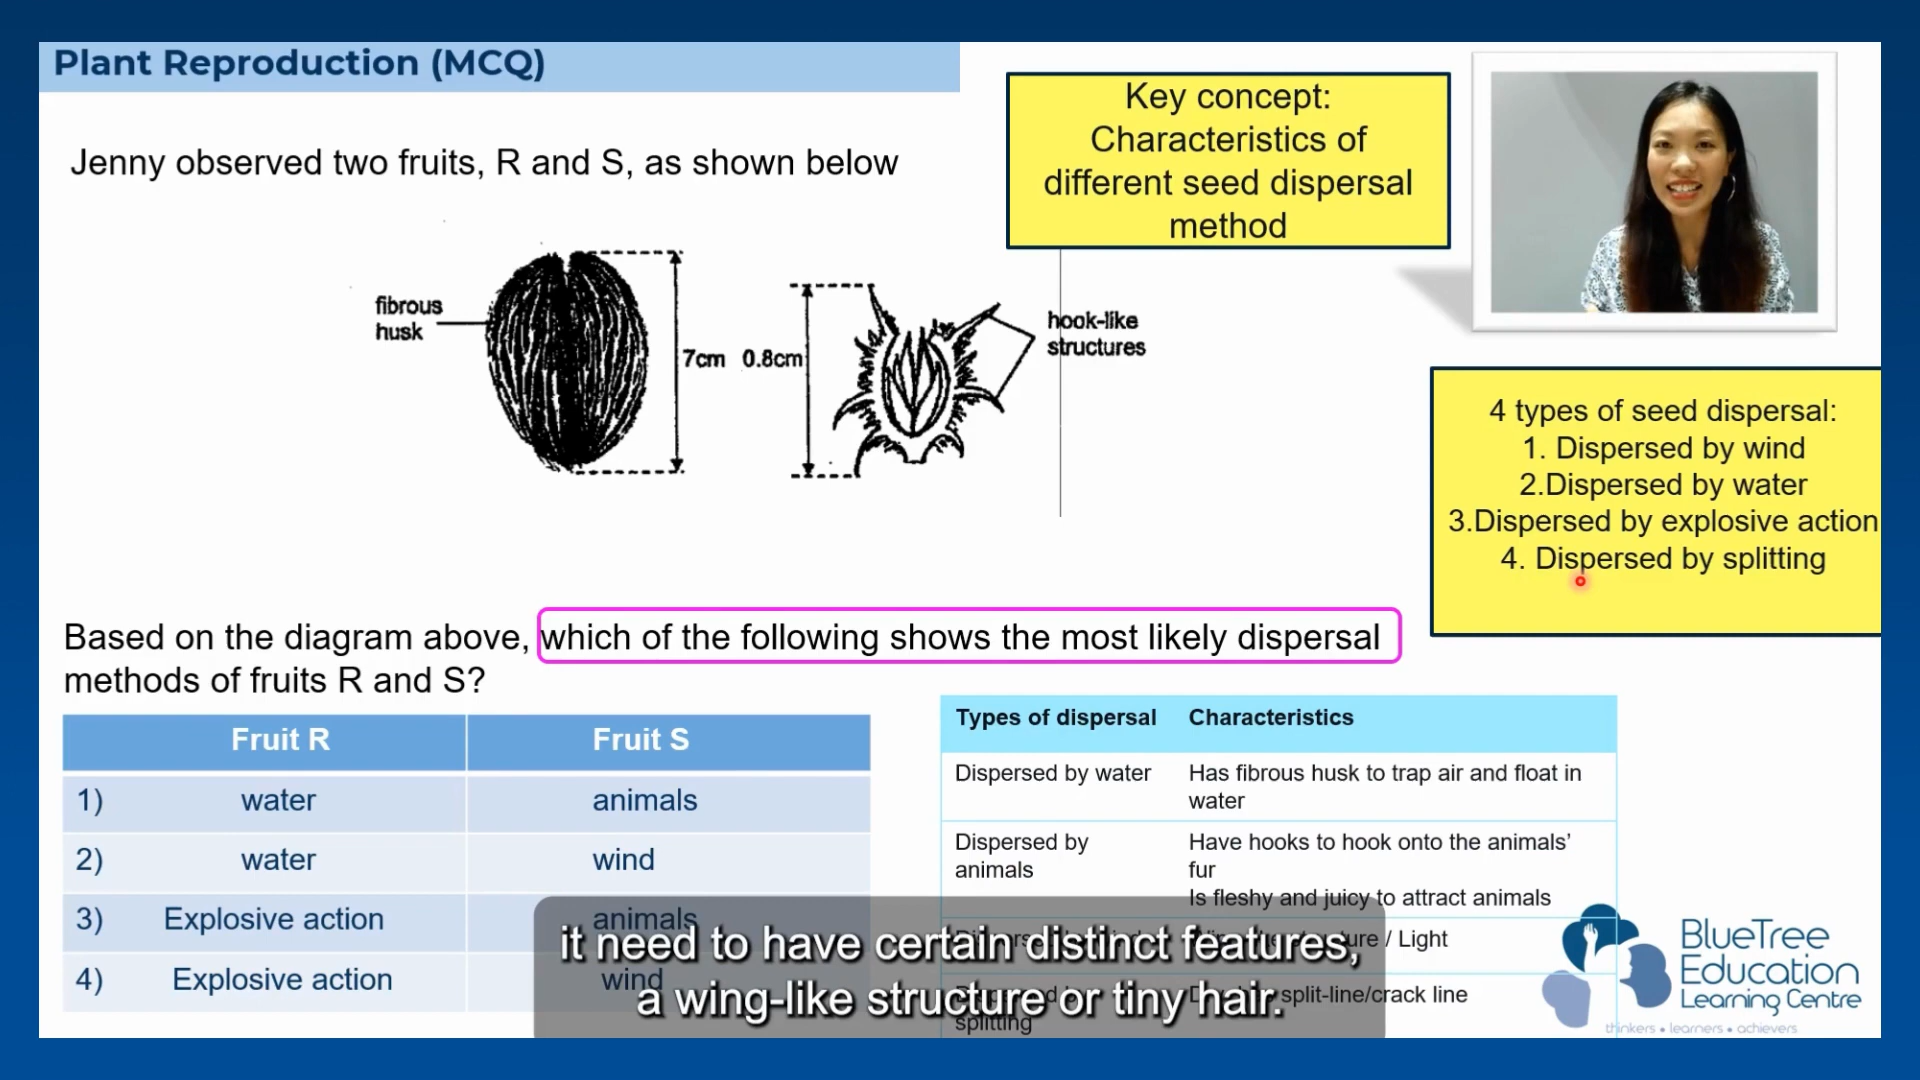 Plant Reproduction (MCQ)
Jenny observed two fruits, R and S, as shown below
Key concept:
Characteristics of
different seed dispersal
method
fibrous
husk
7cm
0.8cm
hook-like
structures
4 types of seed dispersal:
1. Dispersed by wind
2.Dispersed by water
3.Dispersed by explosive action
4. Dispersed by splitting
Based on the diagram above, which of the following shows the most likely dispersal
methods of fruits R and S?
Fruit R Fruit S
1) water animals
2) water wind
3) Explosive action animals
4) Explosive action wind
Types of dispersal Characteristics
Dispersed by water Has fibrous husk to trap air and float in
water
Dispersed by
animals
Have hooks to hook onto the animals’
fur
Is fleshy and juicy to attract animals
/ Light
split-line/crack line
splitting
it need to have certain distinct features,
a wing-like structure or tiny hair.
BlueTree
Education
Learning Centre
thinkers • learners • achievers